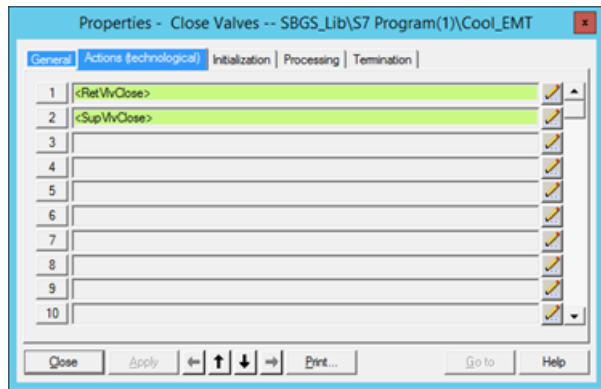 Properties - Close Valves -- SBGS_Lib\S7 Program(1)\Cool_EMT
x
General Actions (technological) Initialization Processing Termination
1 <RetVlvClose>
2 <SupVlvClose>
3
4
5
6
7
8
9
10
Close Apply Print... Go to Help